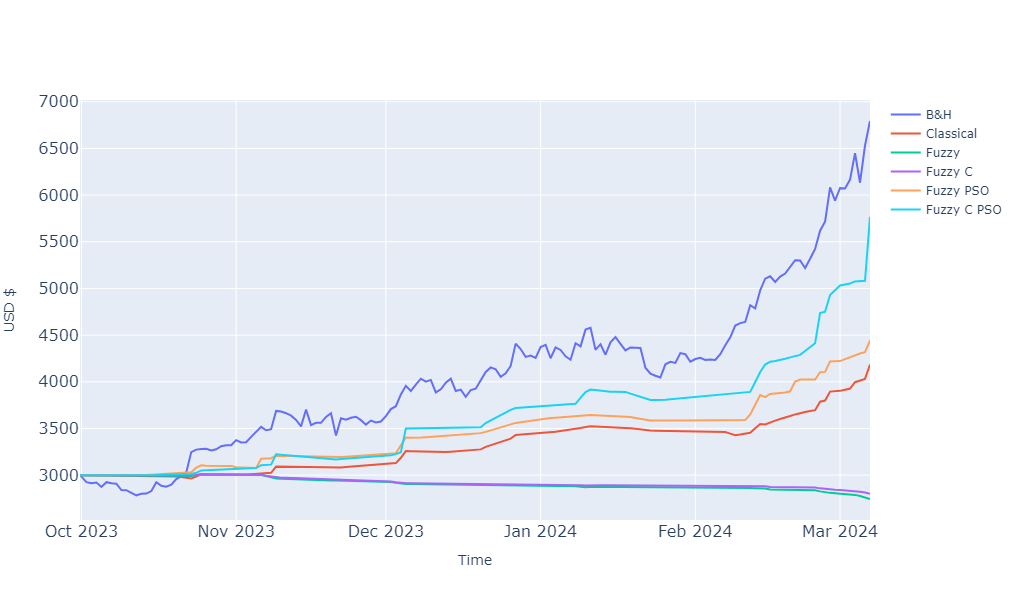 7000
6500
6000
5500
5000
4500
4000
3500
3000
USD $
Oct 2023
Nov 2023
Dec 2023
Jan 2024
Feb 2024
Mar 2024
Time
B&H
Classical
Fuzzy
Fuzzy C
Fuzzy PSO
Fuzzy C PSO